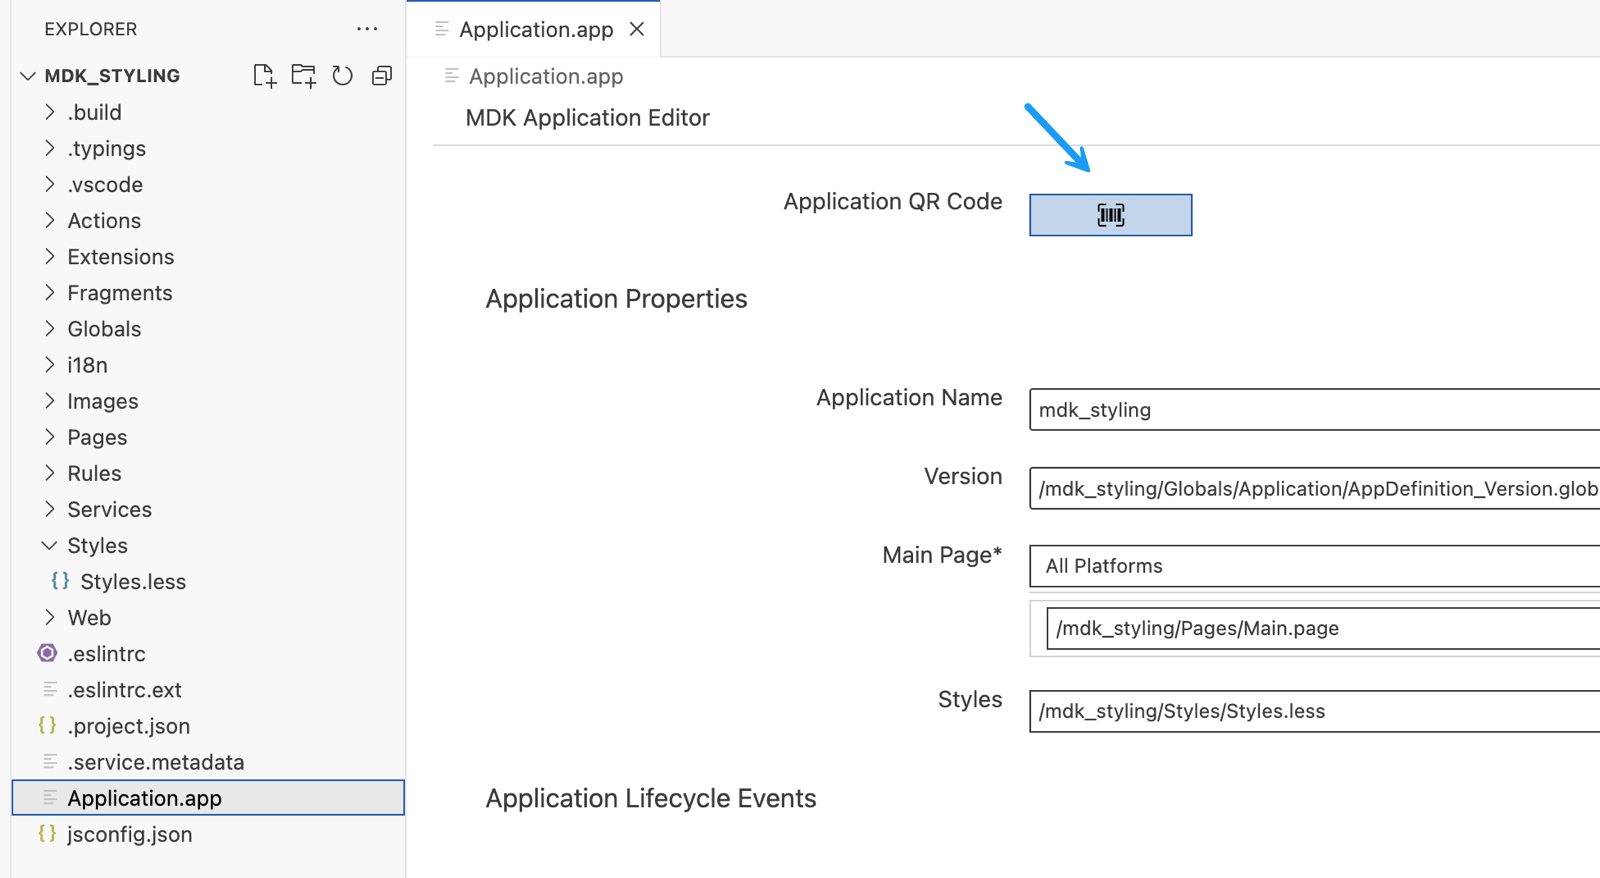 EXPLORER
MDK_STYLING
.build
.typings
.vscode
Actions
Extensions
Fragments
Globals
i18n
Images
Pages
Rules
Services
Styles
Styles.less
Web
.eslintrc
.eslintrc.ext
.project.json
.service.metadata
Application.app
jsconfig.json
Application.app
Application.app
MDK Application Editor
Application QR Code
Application Properties
Application Name
mdk_styling
Version
/mdk_styling/Globals/Application/AppDefinition_Version.glob
Main Page*
All Platforms
/mdk_styling/Pages/Main.page
Styles
/mdk_styling/Styles/Styles.less
Application Lifecycle Events